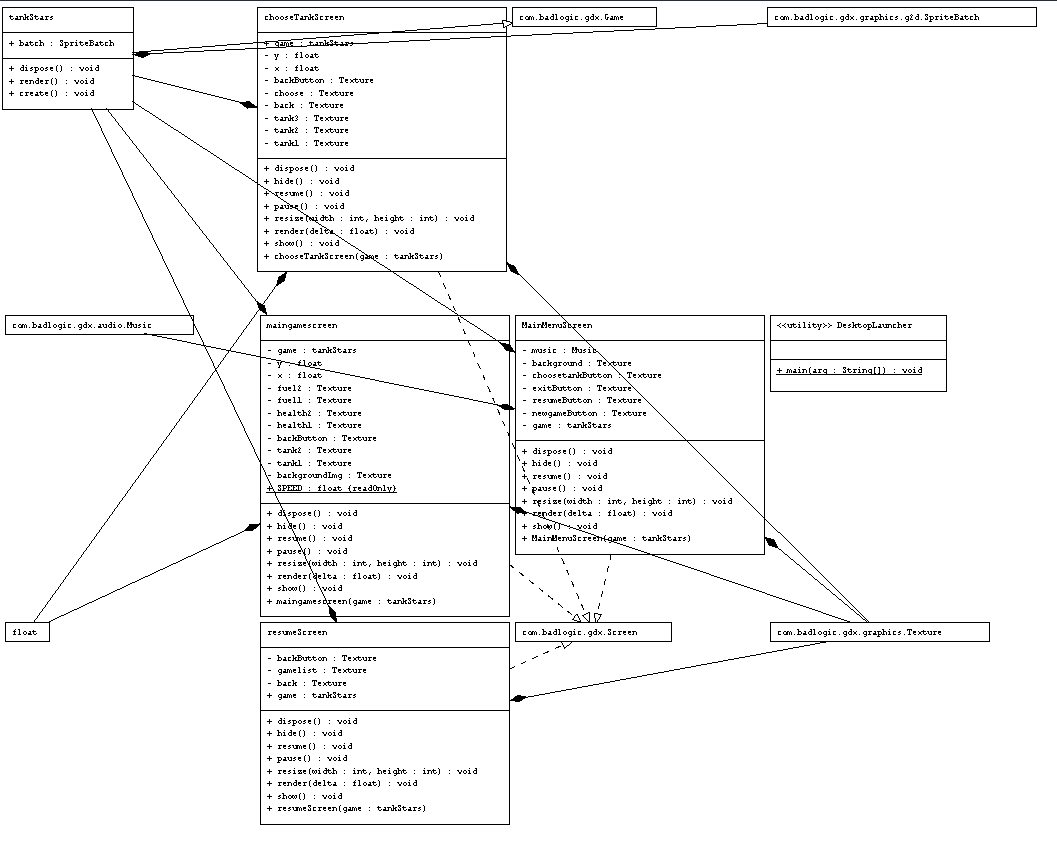 tankStars
+ batch : SpriteBatch
+ dispose() : void
+ render() : void
+ create() : void
chooseTankScreen
+ game : tankStars
- y : float
- x : float
- backButton : Texture
- choose : Texture
- back : Texture
- tank3 : Texture
- tank2 : Texture
- tank1 : Texture
+ dispose() : void
+ hide() : void
+ resume() : void
+ pause() : void
+ resize(width : int, height : int) : void
+ render(delta : float) : void
+ show() : void
+ chooseTankScreen(game : tankStars)
com.badlogic.gdx.Game
com.badlogic.gdx.graphics.g2d.SpriteBatch
com.badlogic.gdx.audio.Music
maingamescreen
- game : tankStars
- y : float
- x : float
- fuel2 : Texture
- fuel1 : Texture
- health2 : Texture
- health1 : Texture
- backButton : Texture
- tank2 : Texture
- tank1 : Texture
- backgroundImg : Texture
+ SPEED : float {readOnly}
+ dispose() : void
+ hide() : void
+ resume() : void
+ pause() : void
+ resize(width : int, height : int) : void
+ render(delta : float) : void
+ show() : void
+ maingamescreen(game : tankStars)
MainMenuScreen
- music : Music
- background : Texture
- choosetankButton : Texture
- exitButton : Texture
- resumeButton : Texture
- newgameButton : Texture
- game : tankStars
+ dispose() : void
+ hide() : void
+ resume() : void
+ pause() : void
+ resize(width : int, height : int) : void
+ render(delta : float) : void
+ show() : void
+ MainMenuScreen(game : tankStars)
<<utility>> DesktopLauncher
+ main(arg : String[]) : void
float
resumeScreen
- backButton : Texture
- gamelist : Texture
- back : Texture
+ game : tankStars
+ dispose() : void
+ hide() : void
+ resume() : void
+ pause() : void
+ resize(width : int, height : int) : void
+ render(delta : float) : void
+ show() : void
+ resumeScreen(game : tankStars)
com.badlogic.gdx.Screen
com.badlogic.gdx.graphics.Texture